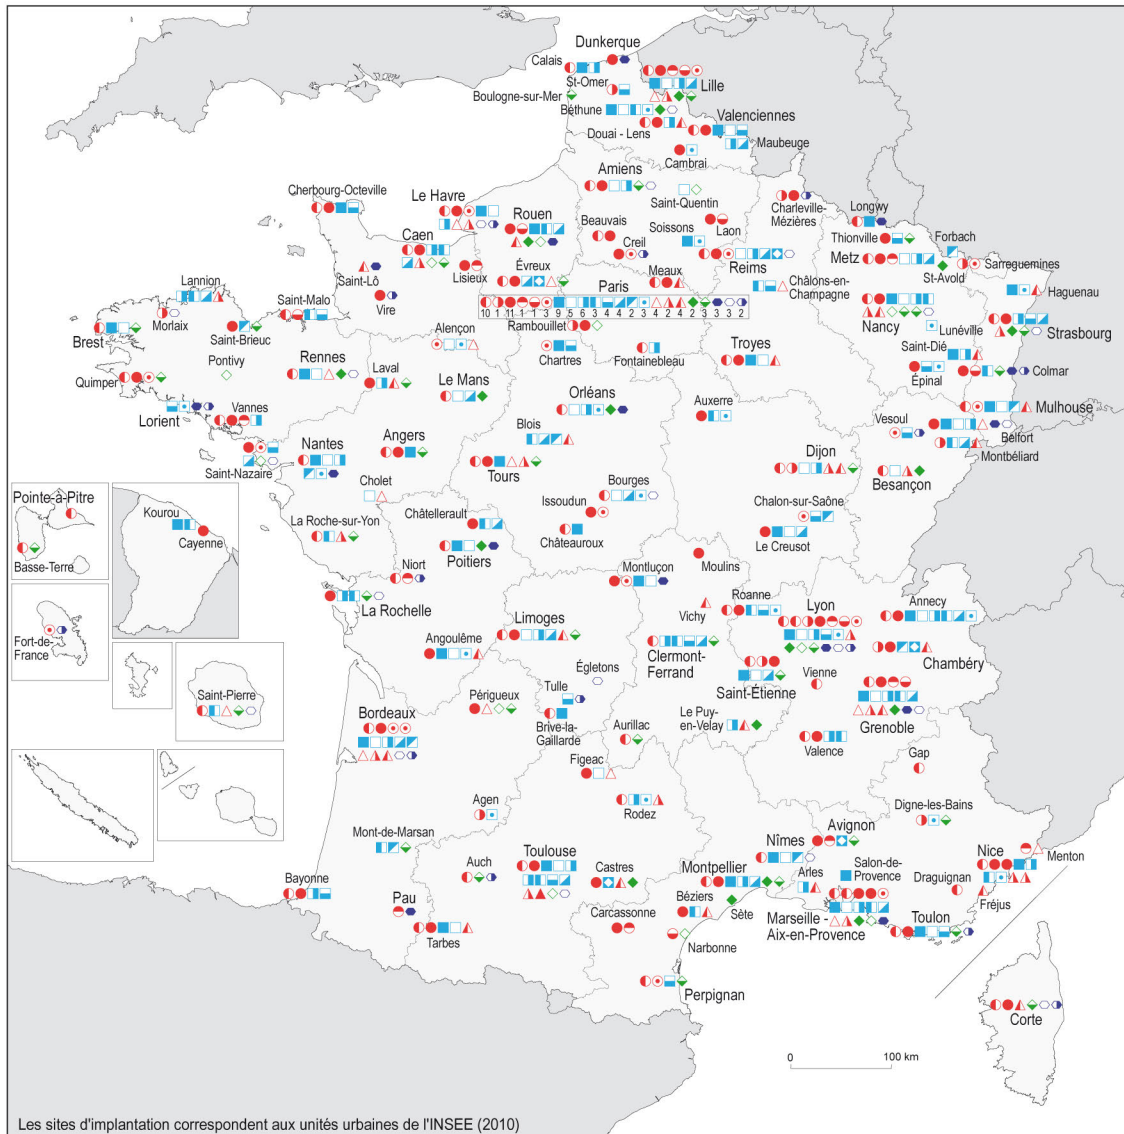 Dunkerque
Calais
St-Omer
Lille
Boulogne-sur-Mer
Béthune
Valenciennes
Douai - Lens
Maubeuge
Cambrai
Amiens
Cherbourg-Octeville
Le Havre
Saint-Quentin
Charleville-
Mézières
Longwy
Rouen
Beauvais
Soissons
Laon
Thionville
Forbach
Caen
Creil
Metz
Sarreguemines
Lisieux
Évreux
Meaux
Reims
St-Avold
Saint-Lô
Paris
Châlons-en-
Champagne
Haguenau
Lannion
Saint-Malo
Vire
10 1 11 1 1 3 9 5 5 6 6 4 4 2 3 4 4 4 2 3 3 3 2
Morlaix
Alençon
Rambouillet
Nancy
Lunéville
Strasbourg
Brest
Saint-Brieuc
Chartres
Fontainebleau
Troyes
Saint-Dié
Pontivy
Rennes
Laval
Épinal
Colmar
Quimper
Le Mans
Orléans
Auxerre
Vannes
Mulhouse
Lorient
Blois
Vesoul
Belfort
Nantes
Angers
Montbéliard
Saint-Nazaire
Tours
Dijon
Besançon
Cholet
Bourges
Pointe-à-Pitre
Issoudun
Chalon-sur-Saône
Kourou
Châtellerault
La Roche-sur-Yon
Châteauroux
Le Creusot
Cayenne
Basse-Terre
Poitiers
Moulins
Niort
Montluçon
La Rochelle
Vichy
Roanne
Lyon
Annecy
Limoges
Fort-de-
France
Angoulême
Clermont-
Ferrand
Chambéry
Égletons
Saint-Étienne
Vienne
Saint-Pierre
Périgueux
Tulle
Bordeaux
Brive-la-
Gaillarde
Le Puy-
en-Velay
Grenoble
Aurillac
Valence
Figeac
Gap
Agen
Rodez
Digne-les-Bains
Mont-de-Marsan
Avignon
Nîmes
Nice
Toulouse
Menton
Auch
Castres
Montpellier
Salon-de-
Provence
Bayonne
Arles
Draguignan
Pau
Béziers
Fréjus
Carcassonne
Sète
Marseille -
Aix-en-Provence
Toulon
Tarbes
Narbonne
Perpignan
Corte
0 100 km
Les sites d'implantation correspondent aux unités urbaines de l'INSEE (2010)